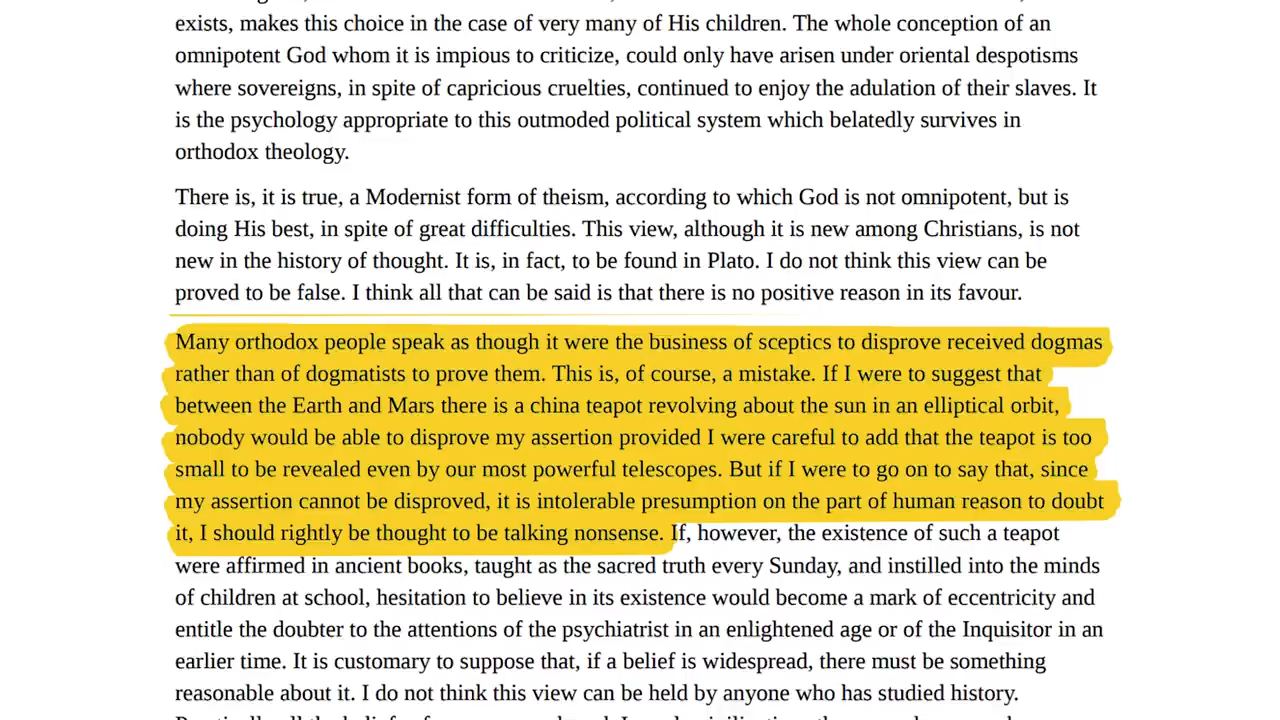 exists, makes this choice in the case of very many of His children. The whole conception of an
omnipotent God whom it is impious to criticize, could only have arisen under oriental despotisms
where sovereigns, in spite of capricious cruelties, continued to enjoy the adulation of their slaves. It
is the psychology appropriate to this outmoded political system which belatedly survives in
orthodox theology.
There is, it is true, a Modernist form of theism, according to which God is not omnipotent, but is
doing His best, in spite of great difficulties. This view, although it is new among Christians, is not
new in the history of thought. It is, in fact, to be found in Plato. I do not think this view can be
proved to be false. I think all that can be said is that there is no positive reason in its favour.
Many orthodox people speak as though it were the business of sceptics to disprove received dogmas
rather than of dogmatists to prove them. This is, of course, a mistake. If I were to suggest that
between the Earth and Mars there is a china teapot revolving about the sun in an elliptical orbit,
nobody would be able to disprove my assertion provided I were careful to add that the teapot is too
small to be revealed even by our most powerful telescopes. But if I were to go on to say that, since
my assertion cannot be disproved, it is intolerable presumption on the part of human reason to doubt
it, I should rightly be thought to be talking nonsense. If, however, the existence of such a teapot
were affirmed in ancient books, taught as the sacred truth every Sunday, and instilled into the minds
of children at school, hesitation to believe in its existence would become a mark of eccentricity and
entitle the doubter to the attentions of the psychiatrist in an enlightened age or of the Inquisitor in an
earlier time. It is customary to suppose that, if a belief is widespread, there must be something
reasonable about it. I do not think this view can be held by anyone who has studied history.